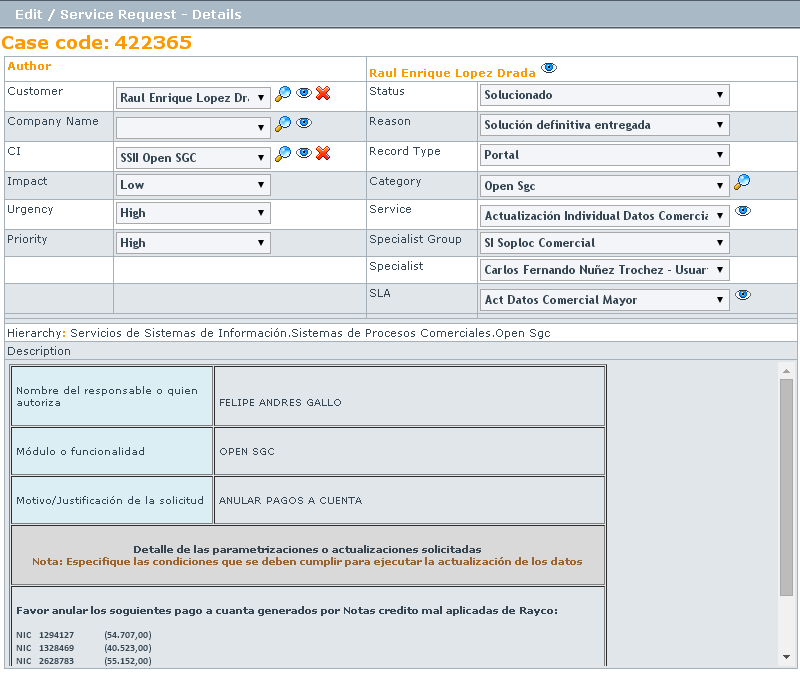 Edit / Service Request - Details
Case code: 422365
Author
Raul Enrique Lopez Drada
Customer
Raul Enrique Lopez Dra
Status
Solucionado
Company Name
Reason
Solución definitiva entregada
CI
SSII Open SGC
Record Type
Portal
Impact
Low
Category
Open Sgc
Urgency
High
Service
Actualización Individual Datos Comercia
Priority
High
Specialist Group
SI Soploc Comercial
Specialist
Carlos Fernando Nuñez Trochez - Usuar
SLA
Act Datos Comercial Mayor
Hierarchy: Servicios de Sistemas de Información.Sistemas de Procesos Comerciales.Open Sgc
Description
Nombre del responsable o quien
autoriza
FELIPE ANDRES GALLO
Módulo o funcionalidad
OPEN SGC
Motivo/Justificación de la solicitud
ANULAR PAGOS A CUENTA
Detalle de las parametrizaciones o actualizaciones solicitadas
Nota: Especifique las condiciones que se deben cumplir para ejecutar la actualización de los datos
Favor anular los soguientes pago a cuenta generados por Notas credito mal aplicadas de Rayco:
NIC 1294127 (54.707,00)
NIC 1328469 (40.523,00)
NIC 2628783 (55.152,00)